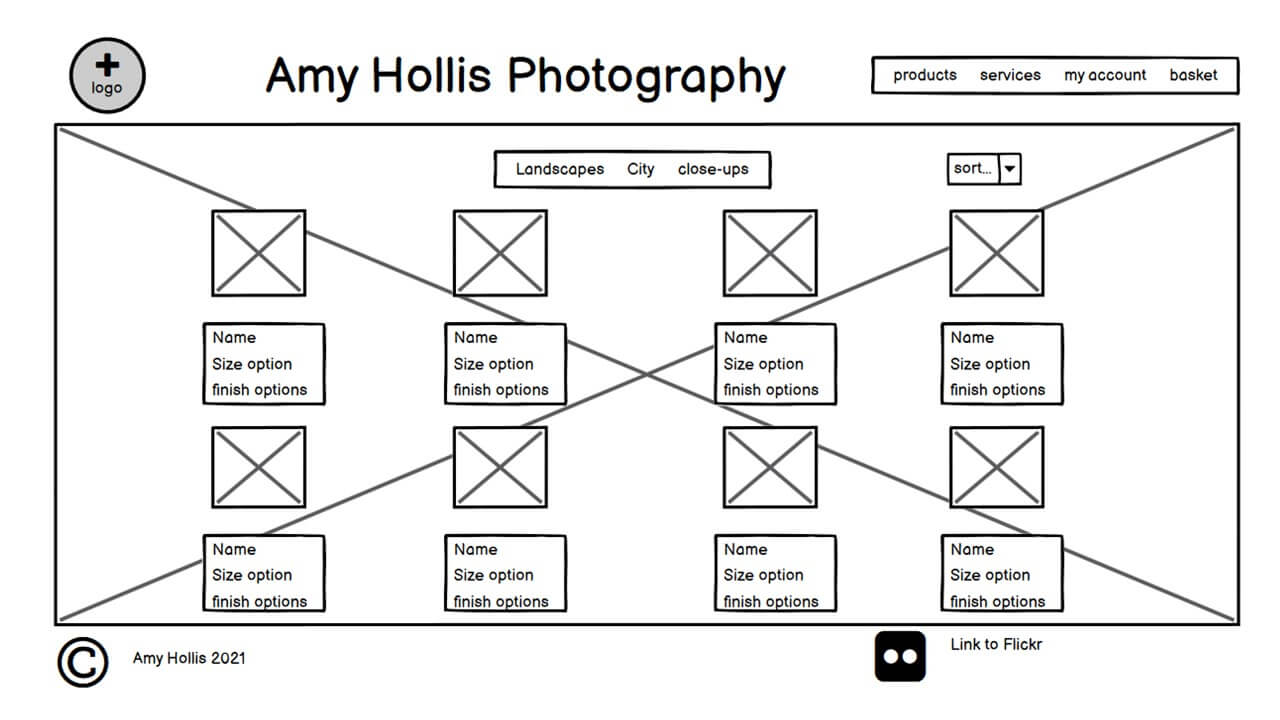 logo
Amy Hollis Photography
products services my account basket
Landscapes City close-ups
sort...
Name
Size option
finish options
Name
Size option
finish options
Name
Size option
finish options
Name
Size option
finish options
Name
Size option
finish options
Name
Size option
finish options
Name
Size option
finish options
Name
Size option
finish options
© Amy Hollis 2021
Link to Flickr